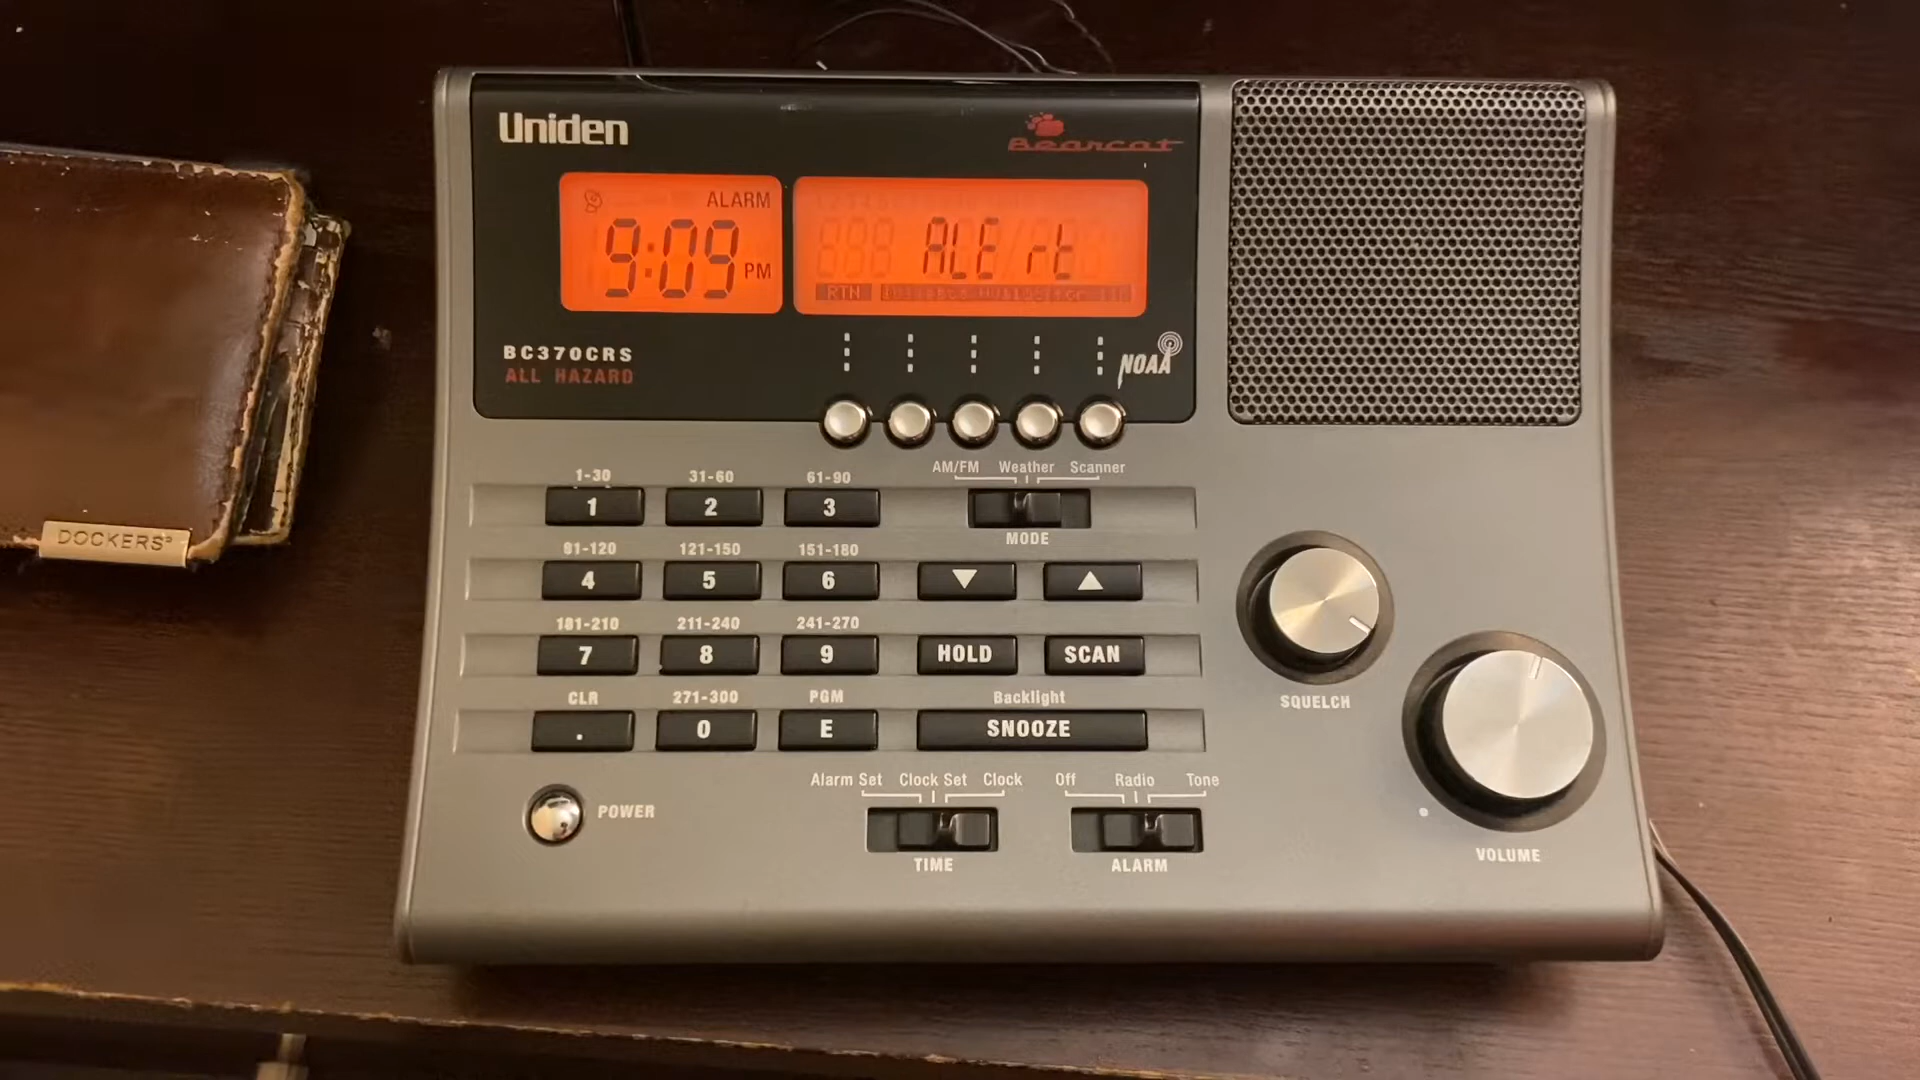 Uniden
Bearcat
ALARM
9:09 PM
ALErt
RTN
BC370CRS
ALL HAZARD
NOAA
DOCKERS®
AM/FM Weather Scanner
MODE
1-30 31-60 61-90
1 2 3
91-120 121-150 151-180
4 5 6
181-210 211-240 241-270
7 8 9
HOLD SCAN
CLR 271-300 PGM
. 0 E
Backlight
SNOOZE
SQUELCH
VOLUME
POWER
Alarm Set Clock Set Clock
TIME
Off Radio Tone
ALARM